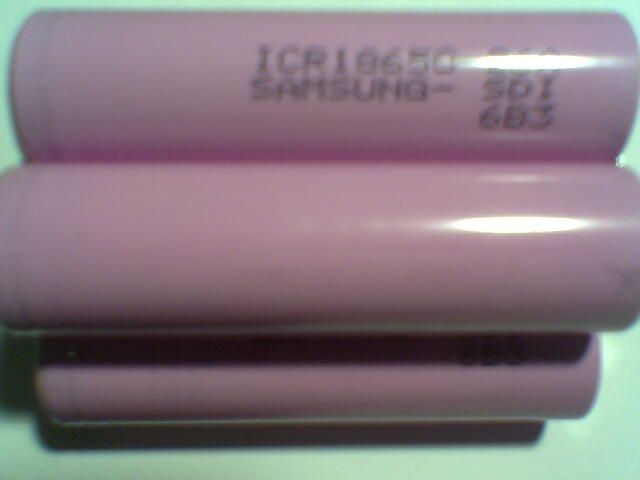 ICR18650
SAMSUNG- SDI
6B3